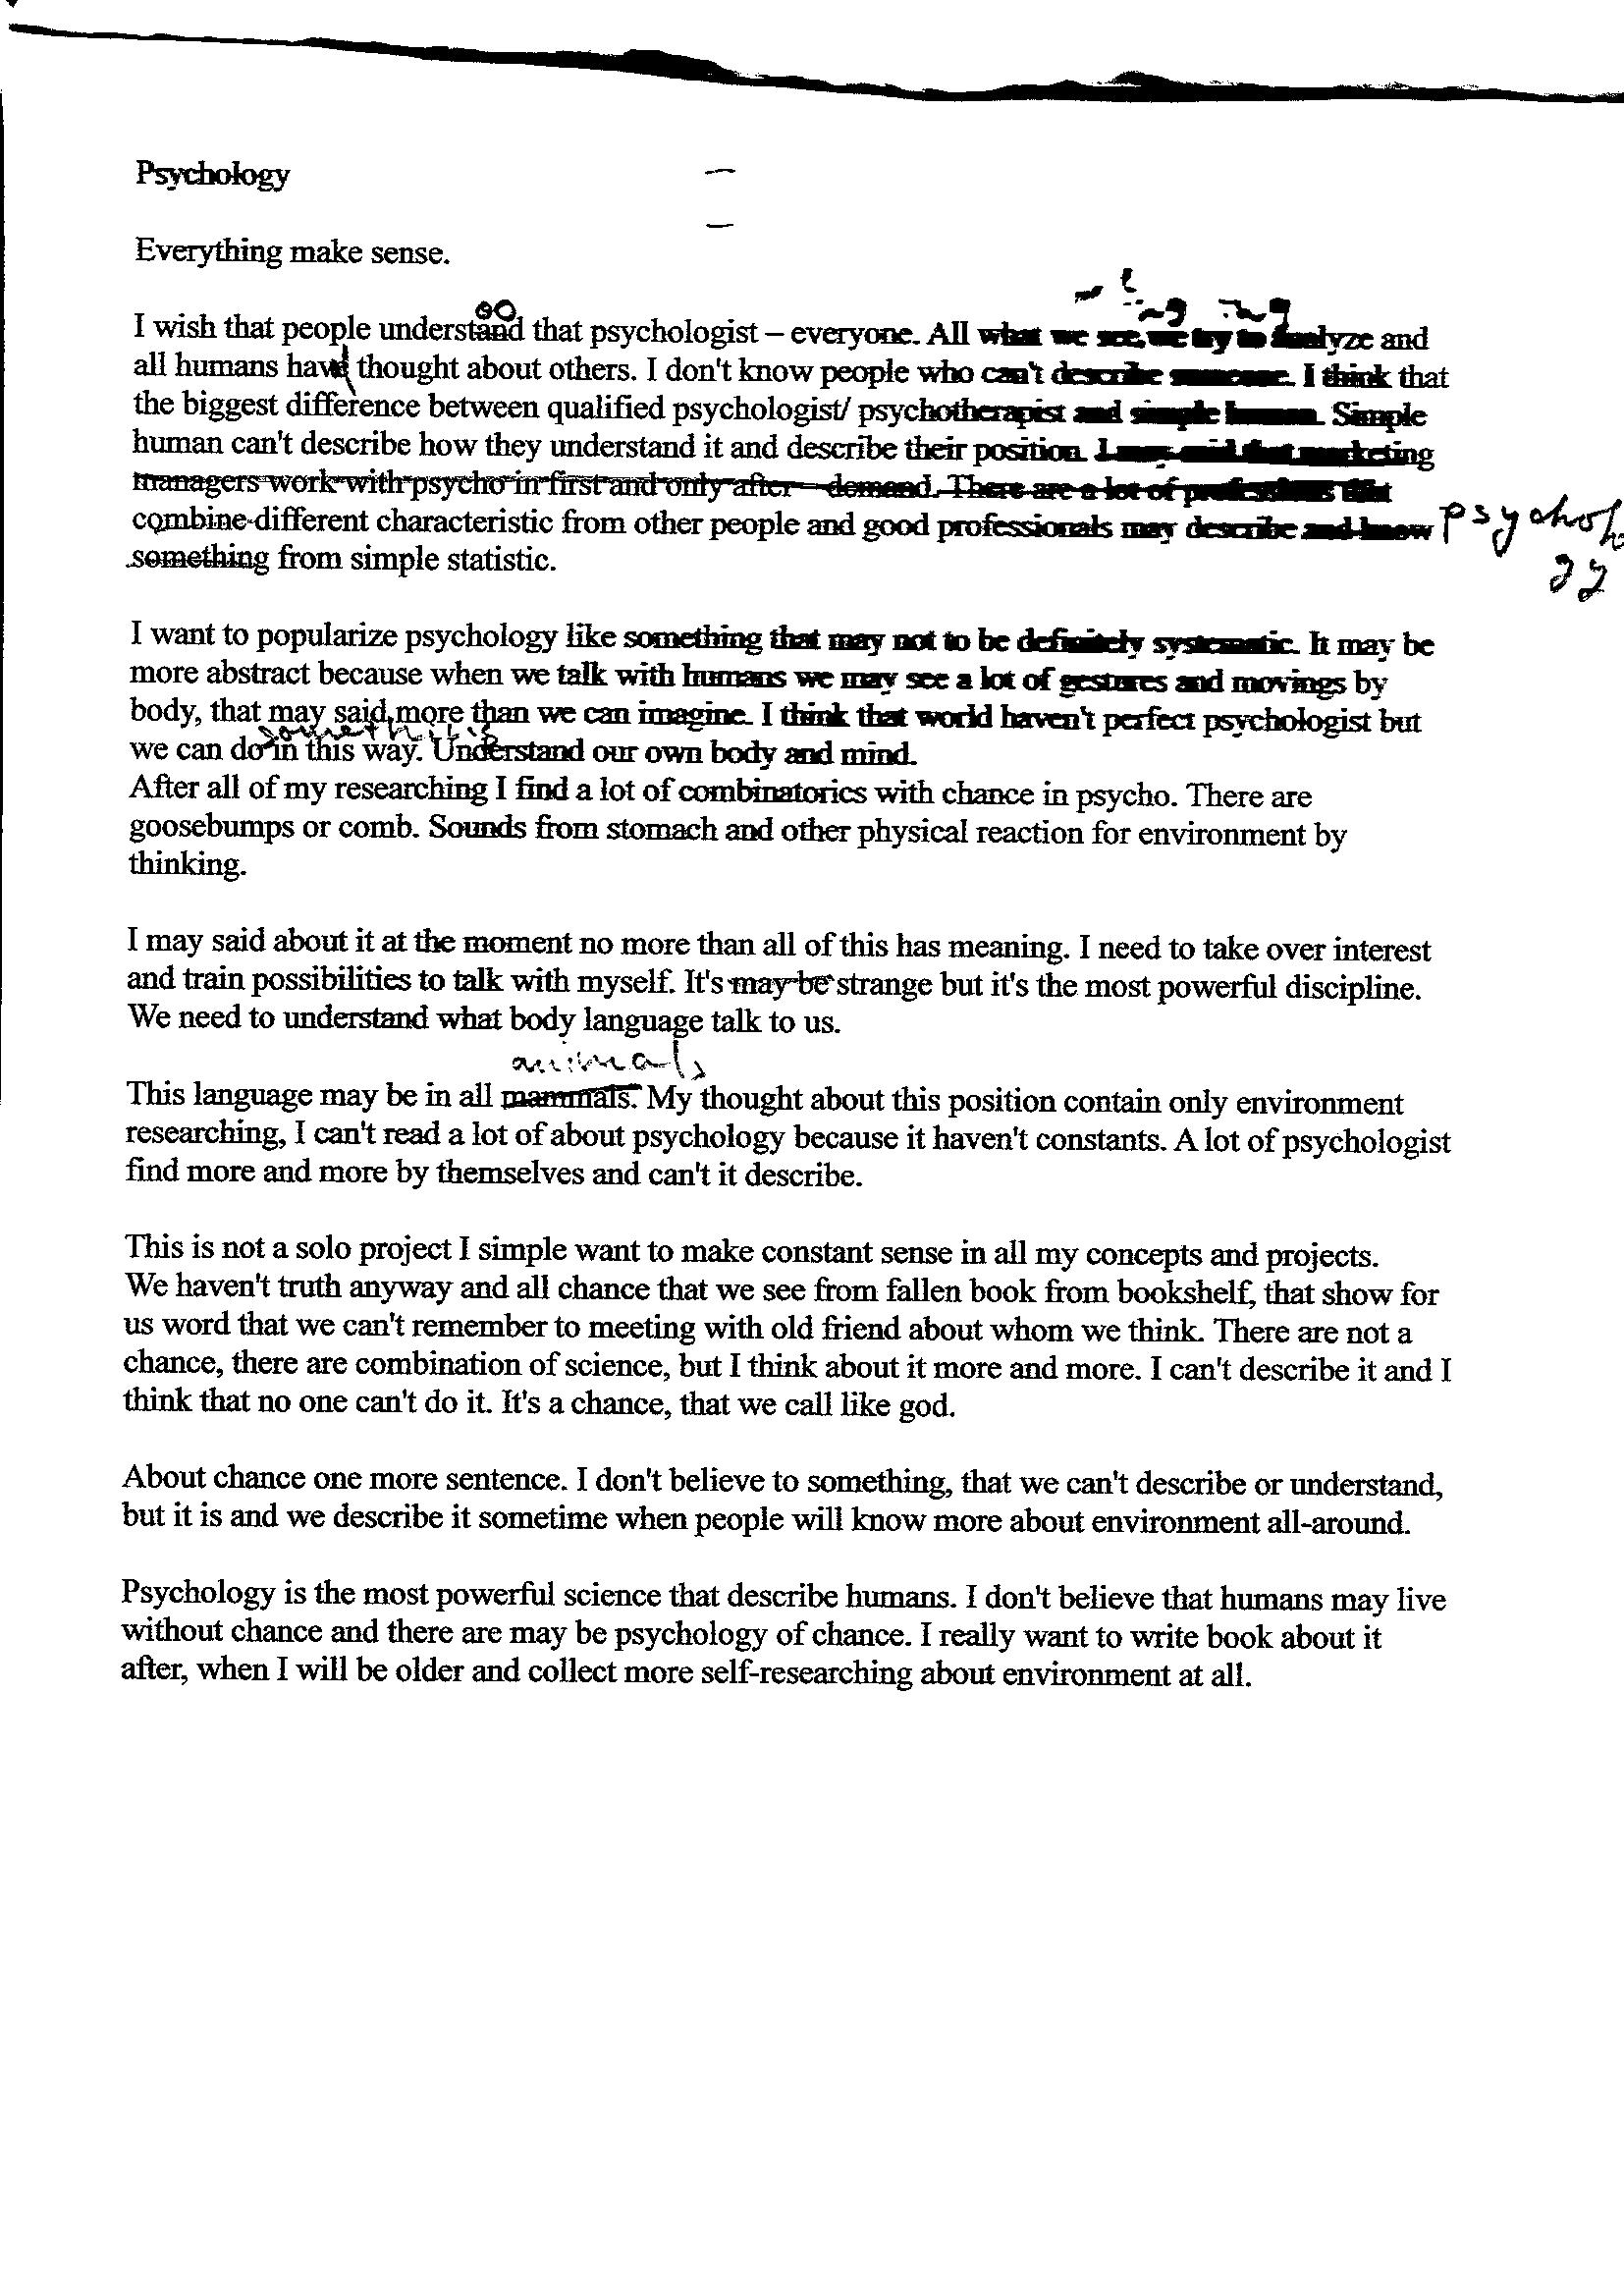 Psychology
Everything make sense.
oo
I wish that people understand that psychologist – everyone. All what we see, we try to analyze and
all humans have thought about others. I don't know people who can't describe someone. I think that
the biggest difference between qualified psychologist/ psychotherapist and simple human. Simple
human can't describe how they understand it and describe their position. I may said that marketing
managers work with psycho in first and only after – demand. There are a lot of professions that
combine different characteristic from other people and good professionals may describe and know
psychology
something from simple statistic.
I want to popularize psychology like something that may not to be definitely systematic. It may be
more abstract because when we talk with humans we may see a lot of gestures and movings by
body, that may said, more than we can imagine. I think that world haven't perfect psychologist but
something
we can do in this way. Understand our own body and mind.
After all of my researching I find a lot of combinatorics with chance in psycho. There are
goosebumps or comb. Sounds from stomach and other physical reaction for environment by
thinking.
I may said about it at the moment no more than all of this has meaning. I need to take over interest
and train possibilities to talk with myself. It's may be strange but it's the most powerful discipline.
We need to understand what body language talk to us.
animals
This language may be in all mammals. My thought about this position contain only environment
researching, I can't read a lot of about psychology because it haven't constants. A lot of psychologist
find more and more by themselves and can't it describe.
This is not a solo project I simple want to make constant sense in all my concepts and projects.
We haven't truth anyway and all chance that we see from fallen book from bookshelf, that show for
us word that we can't remember to meeting with old friend about whom we think. There are not a
chance, there are combination of science, but I think about it more and more. I can't describe it and I
think that no one can't do it. It's a chance, that we call like god.
About chance one more sentence. I don't believe to something, that we can't describe or understand,
but it is and we describe it sometime when people will know more about environment all-around.
Psychology is the most powerful science that describe humans. I don't believe that humans may live
without chance and there are may be psychology of chance. I really want to write book about it
after, when I will be older and collect more self-researching about environment at all.